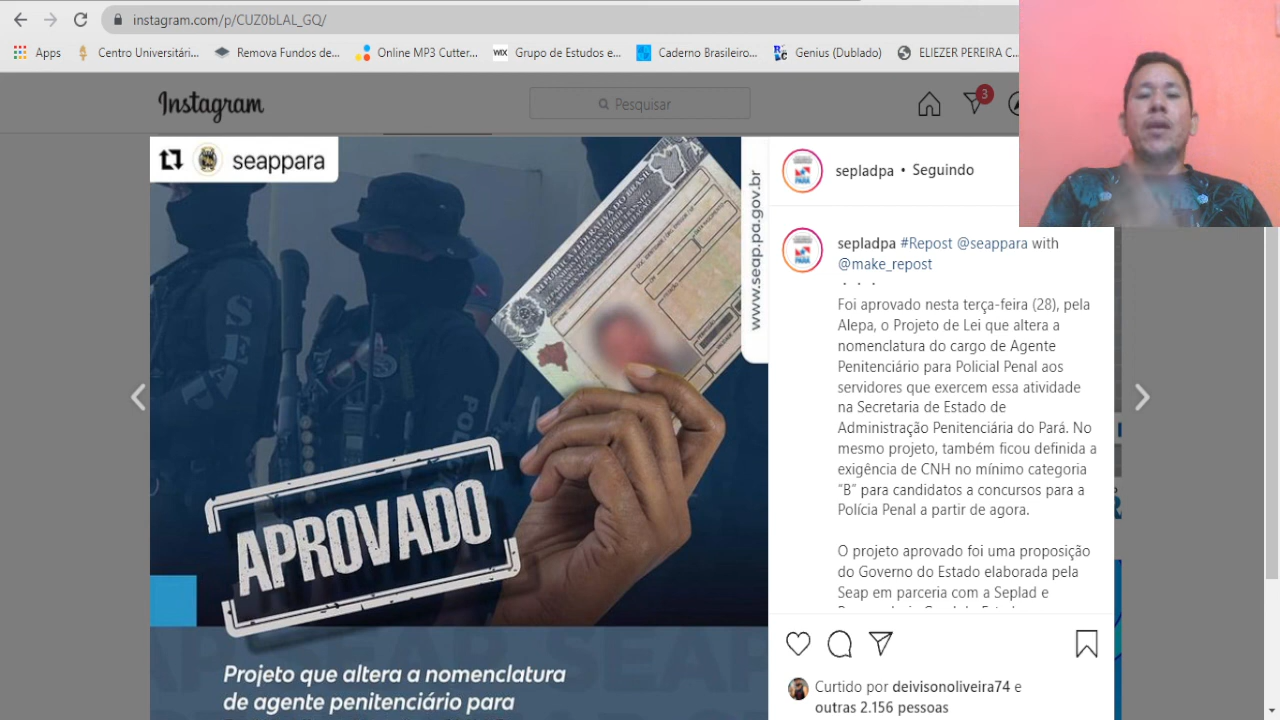 instagram.com/p/CUZ0bLAL_GQ/
Apps Centro Universitári... Remova Fundos de... Online MP3 Cutter... WIX Grupo de Estudos e... Caderno Brasileiro... Genius (Dublado) ELIEZER PEREIRA C...
Instagram
Pesquisar
3
seappara
www.seap.pa.gov.br
REPÚBLICA FEDERATIVA DO BRASIL
APROVADO
Projeto que altera a nomenclatura
de agente penitenciário para
sepladpa • Seguindo
sepladpa #Repost @seappara with
@make_repost
. . .
Foi aprovado nesta terça-feira (28), pela
Alepa, o Projeto de Lei que altera a
nomenclatura do cargo de Agente
Penitenciário para Policial Penal aos
servidores que exercem essa atividade
na Secretaria de Estado de
Administração Penitenciária do Pará. No
mesmo projeto, também ficou definida a
exigência de CNH no mínimo categoria
“B” para candidatos a concursos para a
Polícia Penal a partir de agora.
O projeto aprovado foi uma proposição
do Governo do Estado elaborada pela
Seap em parceria com a Seplad e
Curtido por deivisonoliveira74 e
outras 2.156 pessoas